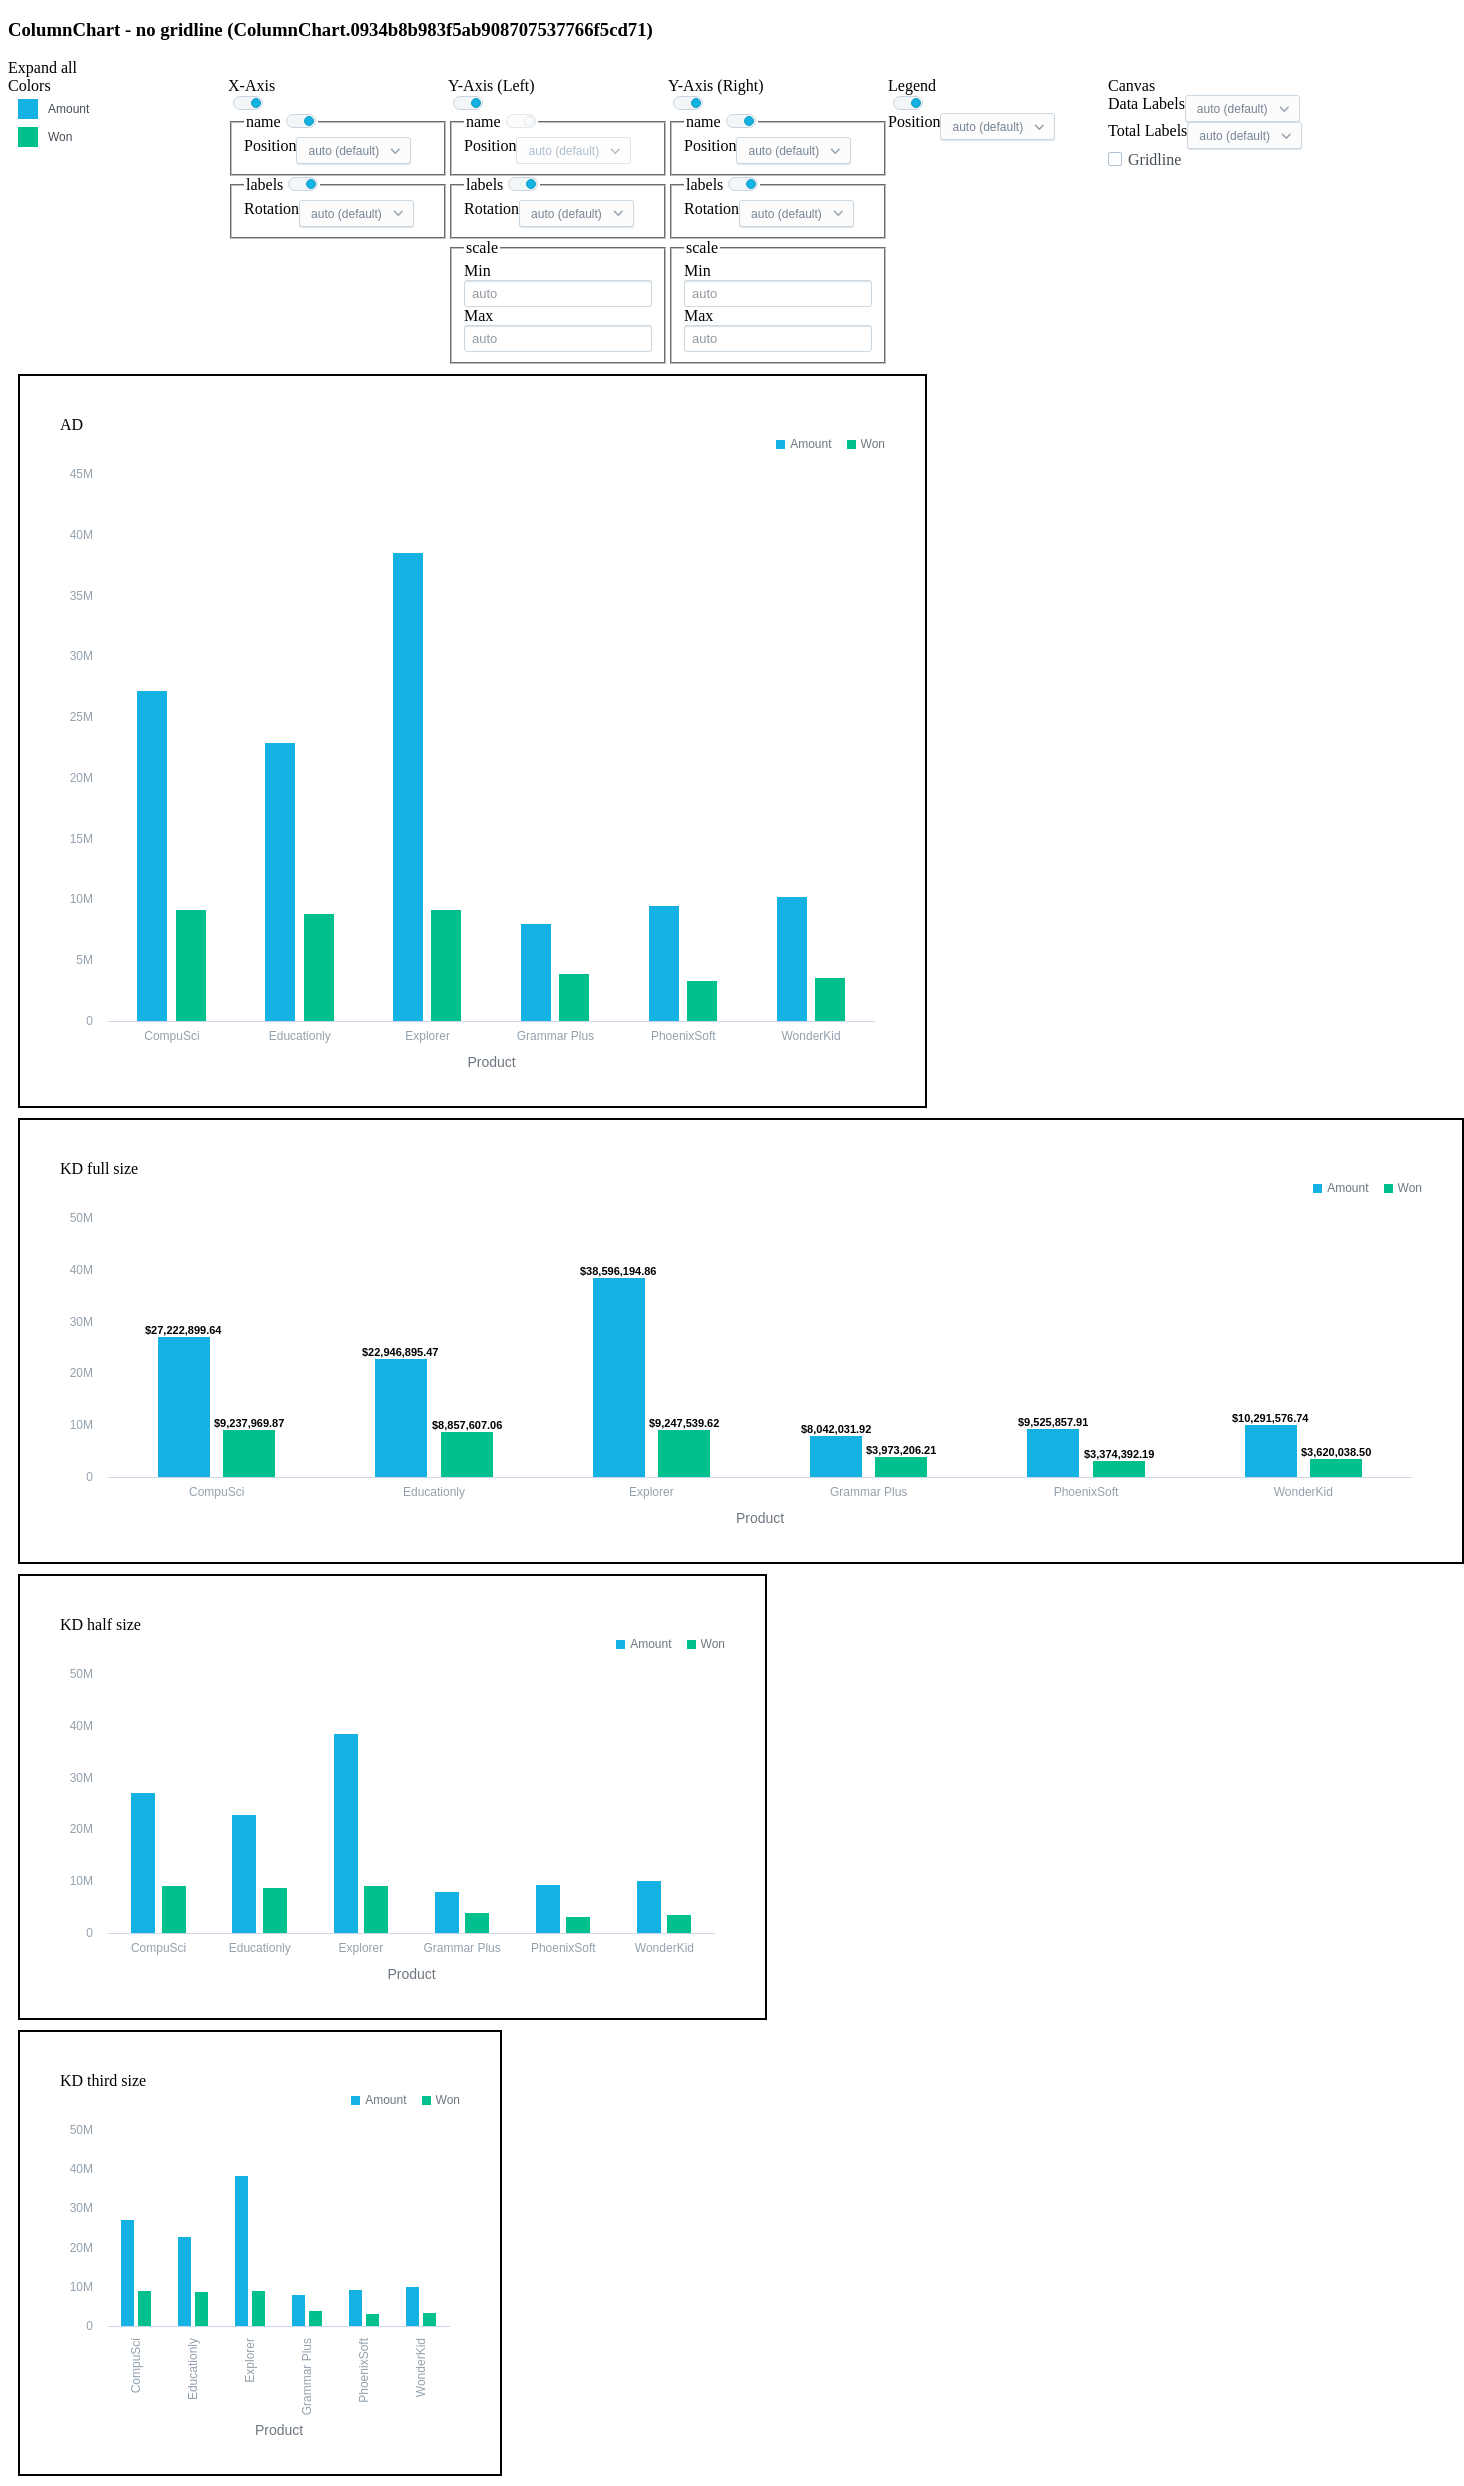 ColumnChart - no gridline (ColumnChart.0934b8b983f5ab908707537766f5cd71)
Expand all
Colors
Amount
Won
X-Axis
name
Position auto (default)
labels
Rotation auto (default)
Y-Axis (Left)
name
Position auto (default)
labels
Rotation auto (default)
scale
Min
auto
Max
auto
Y-Axis (Right)
name
Position auto (default)
labels
Rotation auto (default)
scale
Min
auto
Max
auto
Legend
Position auto (default)
Canvas
Data Labels auto (default)
Total Labels auto (default)
Gridline
AD
Amount Won
45M
40M
35M
30M
25M
20M
15M
10M
5M
0
CompuSci Educationly Explorer Grammar Plus PhoenixSoft WonderKid
Product
KD full size
Amount Won
50M
40M
30M
20M
10M
0
$27,222,899.64
$9,237,969.87
$22,946,895.47
$8,857,607.06
$38,596,194.86
$9,247,539.62
$8,042,031.92
$3,973,206.21
$9,525,857.91
$3,374,392.19
$10,291,576.74
$3,620,038.50
CompuSci Educationly Explorer Grammar Plus PhoenixSoft WonderKid
Product
KD half size
Amount Won
50M
40M
30M
20M
10M
0
CompuSci Educationly Explorer Grammar Plus PhoenixSoft WonderKid
Product
KD third size
Amount Won
50M
40M
30M
20M
10M
0
CompuSci
Educationly
Explorer
Grammar Plus
PhoenixSoft
WonderKid
Product